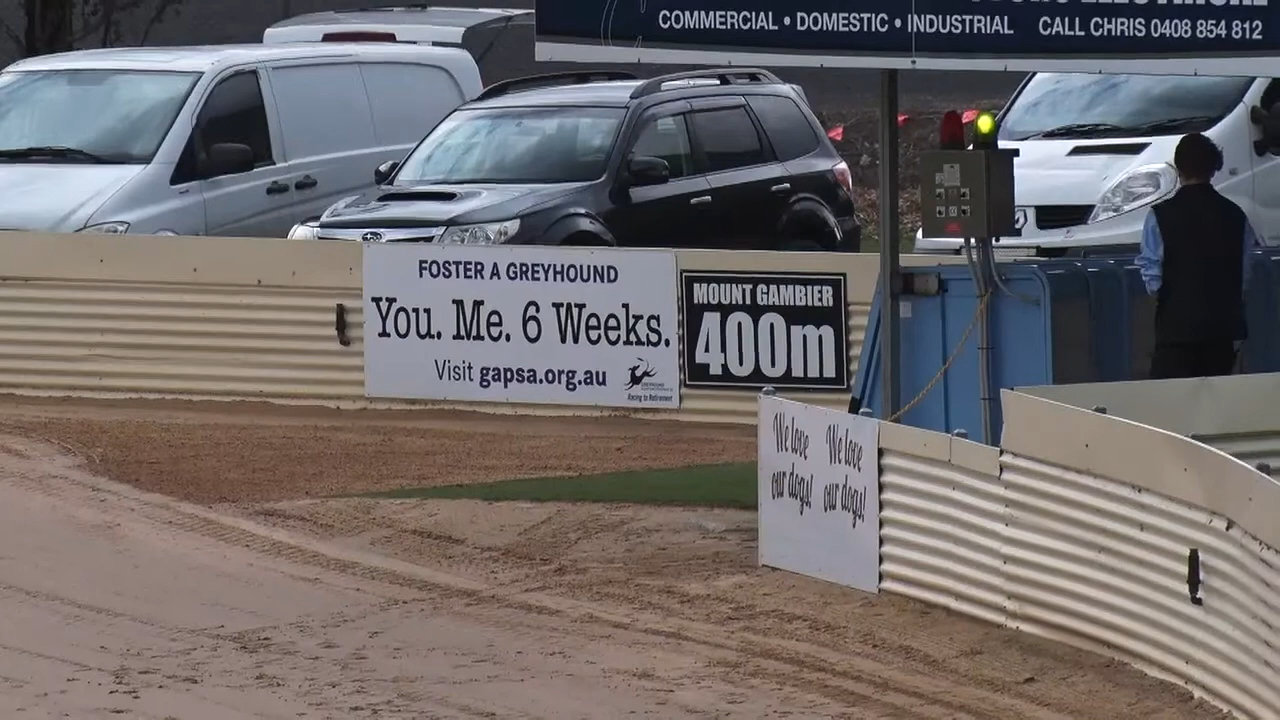 COMMERCIAL • DOMESTIC • INDUSTRIAL CALL CHRIS 0408 854 812
FOSTER A GREYHOUND
You. Me. 6 Weeks.
Visit gapsa.org.au
Racing to Retirement
MOUNT GAMBIER
400m
We love
our dogs!
We love
our dogs!